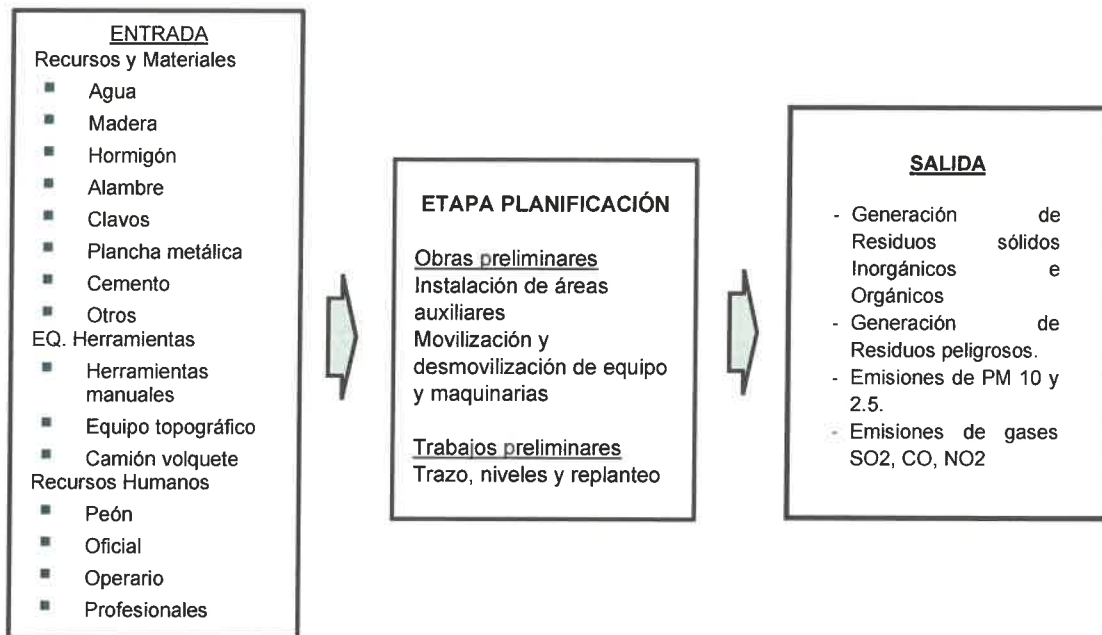 ENTRADA
Recursos y Materiales
Agua
Madera
Hormigón
Alambre
Clavos
Plancha metálica
Cemento
Otros
EQ. Herramientas
Herramientas
manuales
Equipo topográfico
Camión volquete
Recursos Humanos
Peón
Oficial
Operario
Profesionales
ETAPA PLANIFICACIÓN
Obras preliminares
Instalación de áreas
auxiliares
Movilización y
desmovilización de equipo
y maquinarias
Trabajos preliminares
Trazo, niveles y replanteo
SALIDA
- Generación de
Residuos sólidos
Inorgánicos e
Orgánicos
- Generación de
Residuos peligrosos.
- Emisiones de PM 10 y
2.5.
- Emisiones de gases
SO2, CO, NO2